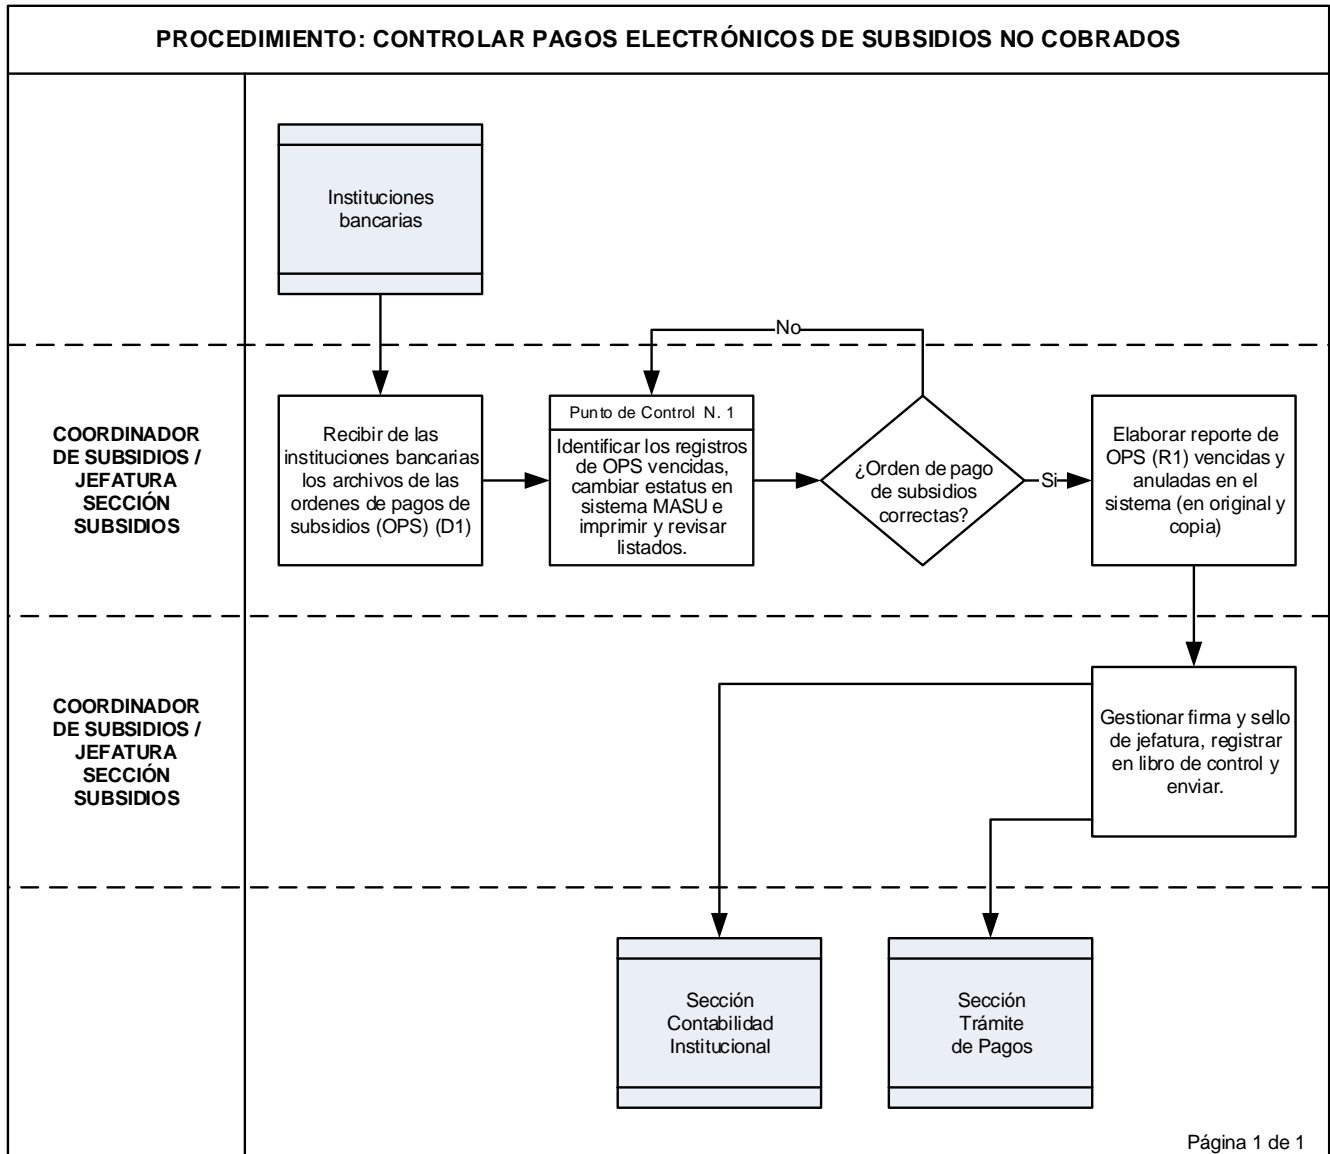 PROCEDIMIENTO: CONTROLAR PAGOS ELECTRÓNICOS DE SUBSIDIOS NO COBRADOS
Instituciones
bancarias
No
COORDINADOR
DE SUBSIDIOS /
JEFATURA
SECCIÓN
SUBSIDIOS
Recibir de las
instituciones bancarias
los archivos de las
ordenes de pagos de
subsidios (OPS) (D1)
Punto de Control N. 1
Identificar los registros
de OPS vencidas,
cambiar estatus en
sistema MASU e
imprimir y revisar
listados.
¿Orden de pago
de subsidios
correctas?
Si
Elaborar reporte de
OPS (R1) vencidas y
anuladas en el
sistema (en original y
copia)
COORDINADOR
DE SUBSIDIOS /
JEFATURA
SECCIÓN
SUBSIDIOS
Gestionar firma y sello
de jefatura, registrar
en libro de control y
enviar.
Sección
Contabilidad
Institucional
Sección
Trámite
de Pagos
Página 1 de 1